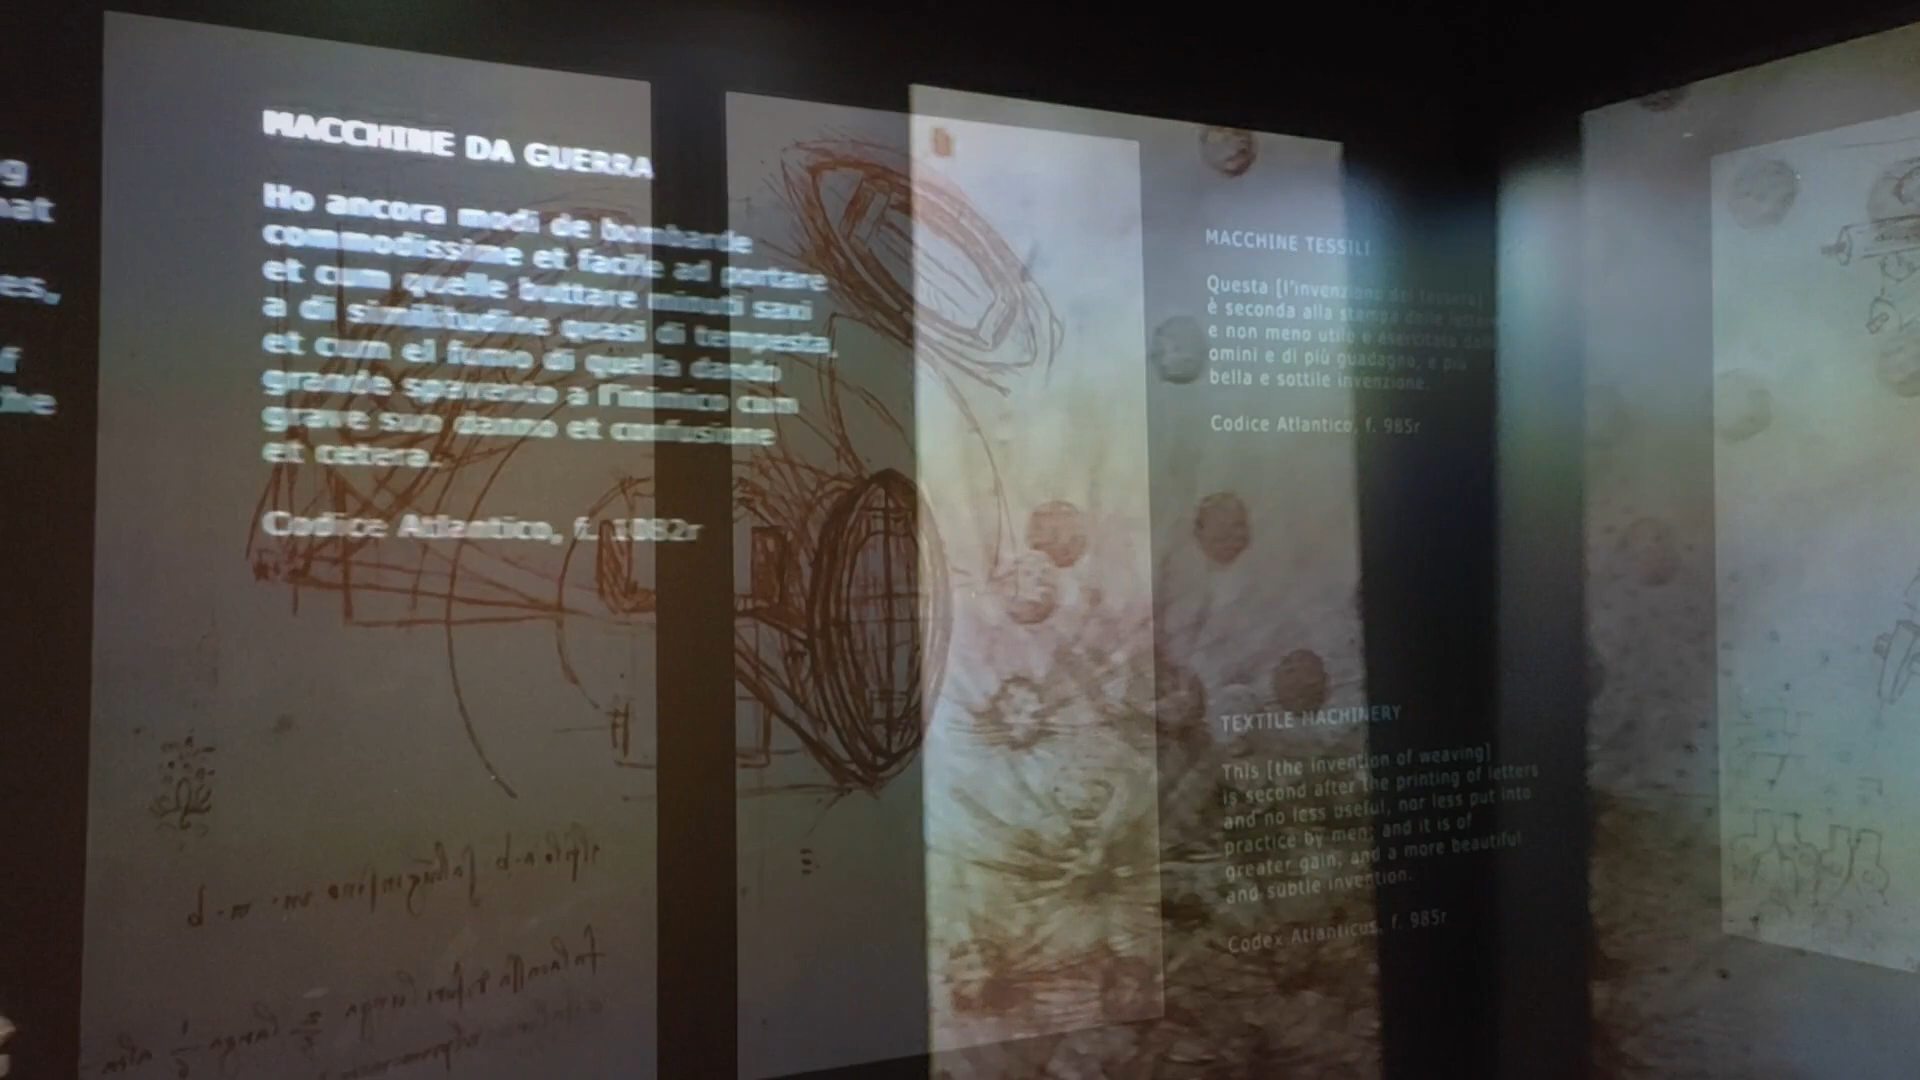 g
hat
es,
f
che
MACCHINE DA GUERRA
Ho ancora modi de bombarde
commodissime et facile ad portare
et cum quelle buttare minuti saxi
a di similitudine quasi di tempesta,
et cum el fumo di quella dando
grande spavento a l'inimico cum
grave suo danno et confusione
et cetera.
Codice Atlantico, f. 1082r
MACCHINE TESSILI
Questa [l'invenzione del tessere]
è seconda alla stampa delle lettere
e non meno utile e esercitata dalli
omini e di più guadagno, e più
bella e sottile invenzione.
Codice Atlantico, f. 985r
TEXTILE MACHINERY
This [the invention of weaving]
is second after the printing of letters
and no less useful, nor less put into
practice by men; and it is of
greater gain, and a more beautiful
and subtle invention.
Codex Atlanticus, f. 985r